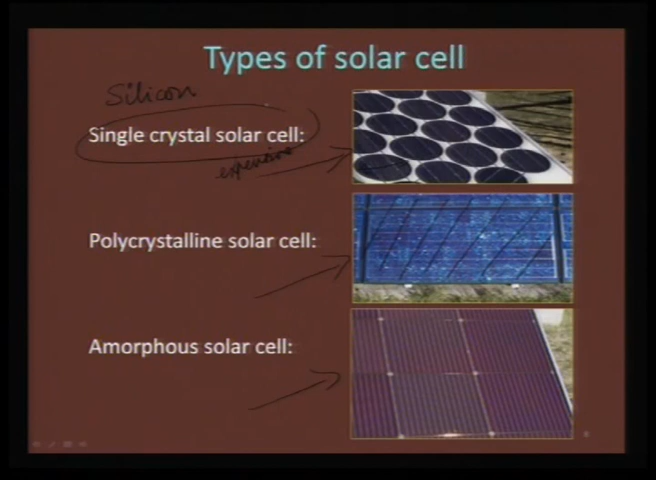 Types of solar cell
Silicon
Single crystal solar cell:
expensive
Polycrystalline solar cell:
Amorphous solar cell: